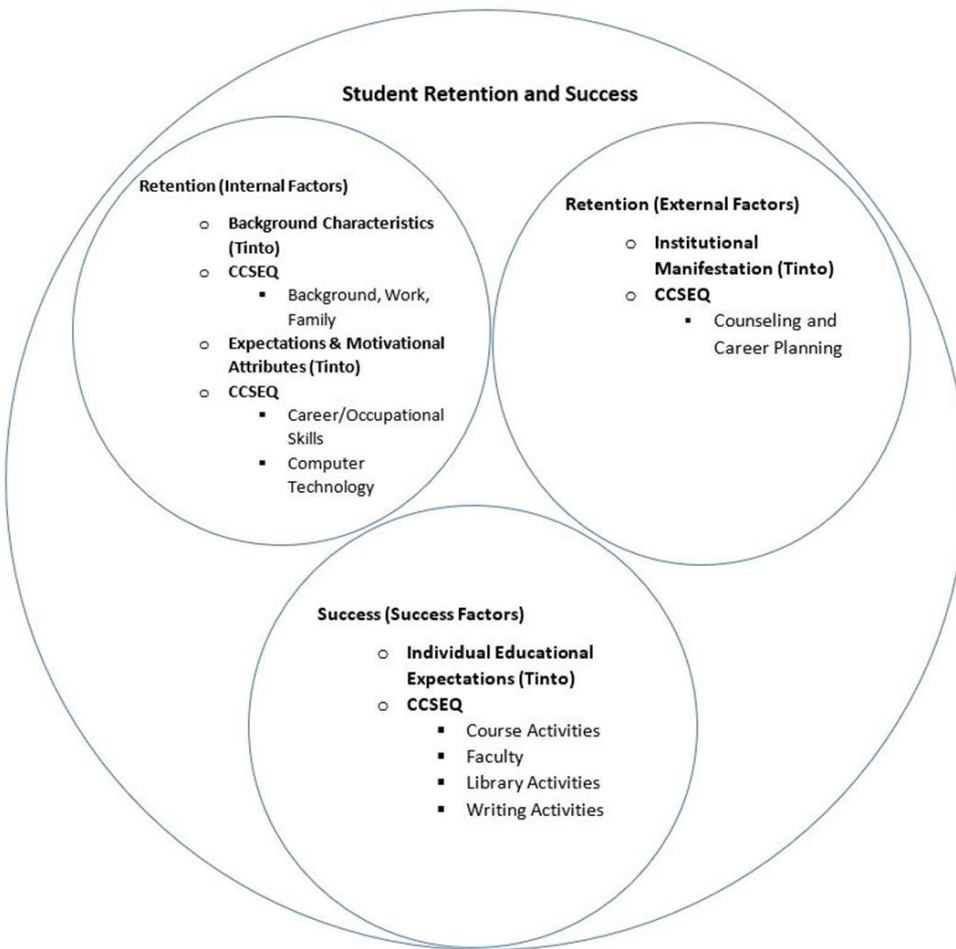 Student Retention and Success
Retention (Internal Factors)
o Background Characteristics
(Tinto)
o CCSEQ
▪ Background, Work,
Family
o Expectations & Motivational
Attributes (Tinto)
o CCSEQ
▪ Career/Occupational
Skills
▪ Computer
Technology
Retention (External Factors)
o Institutional
Manifestation (Tinto)
o CCSEQ
▪ Counseling and
Career Planning
Success (Success Factors)
o Individual Educational
Expectations (Tinto)
o CCSEQ
▪ Course Activities
▪ Faculty
▪ Library Activities
▪ Writing Activities